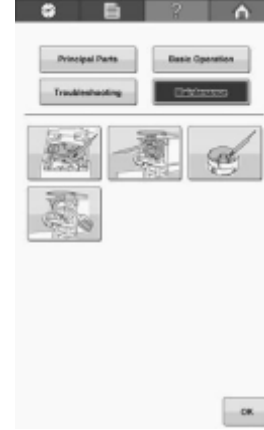 ?
Principal Parts
Basic Operation
Troubleshooting
Maintenance
OK